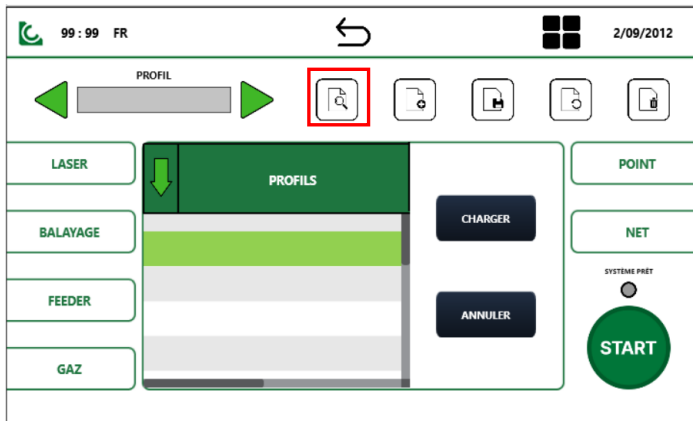 99 : 99 FR
2/09/2012
PROFIL
LASER
PROFILS
POINT
CHARGER
BALAYAGE
NET
SYSTÈME PRÊT
FEEDER
ANNULER
START
GAZ